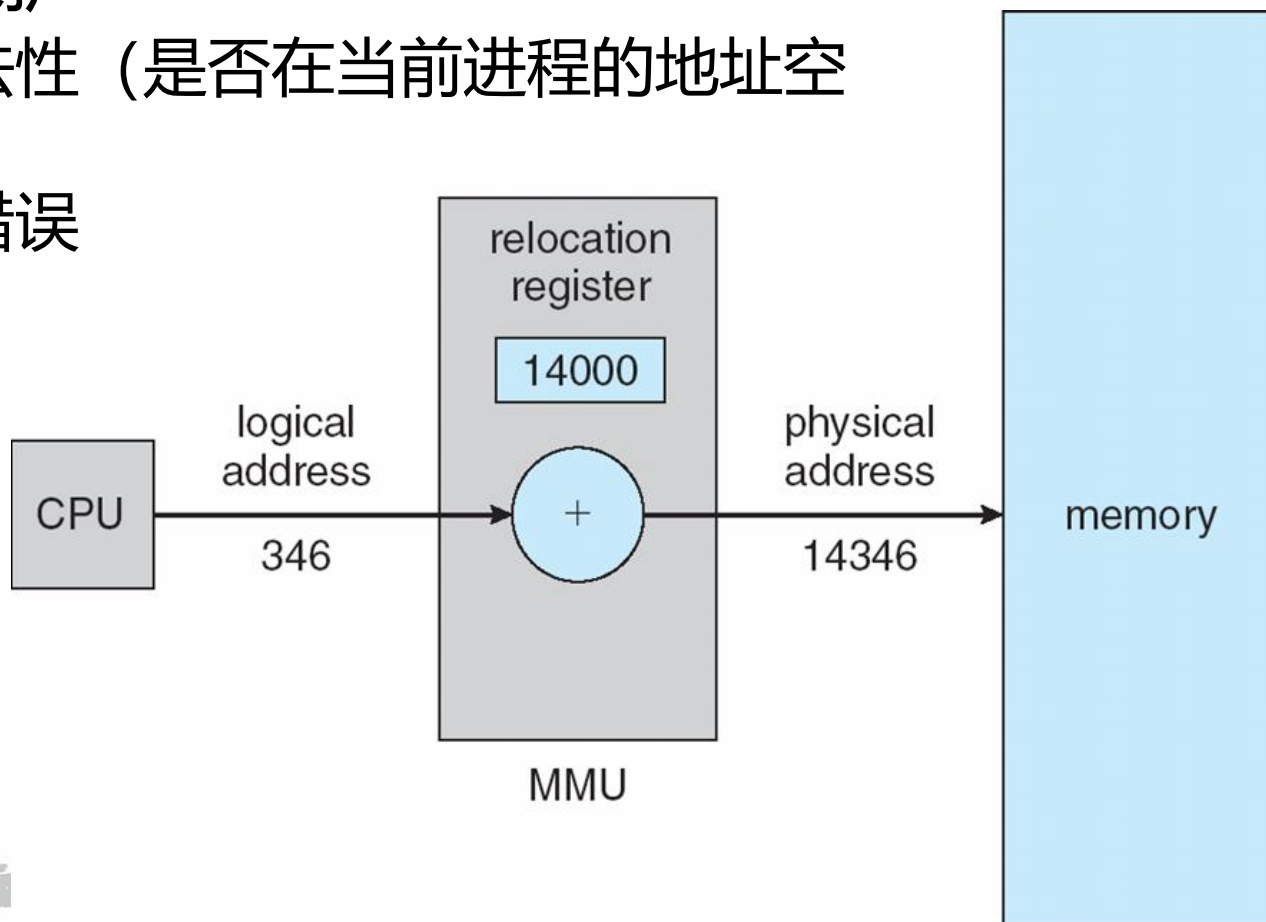 法性（是否在当前进程的地址空
错误
relocation
register
14000
logical
address
physical
address
CPU
+
memory
346
14346
MMU